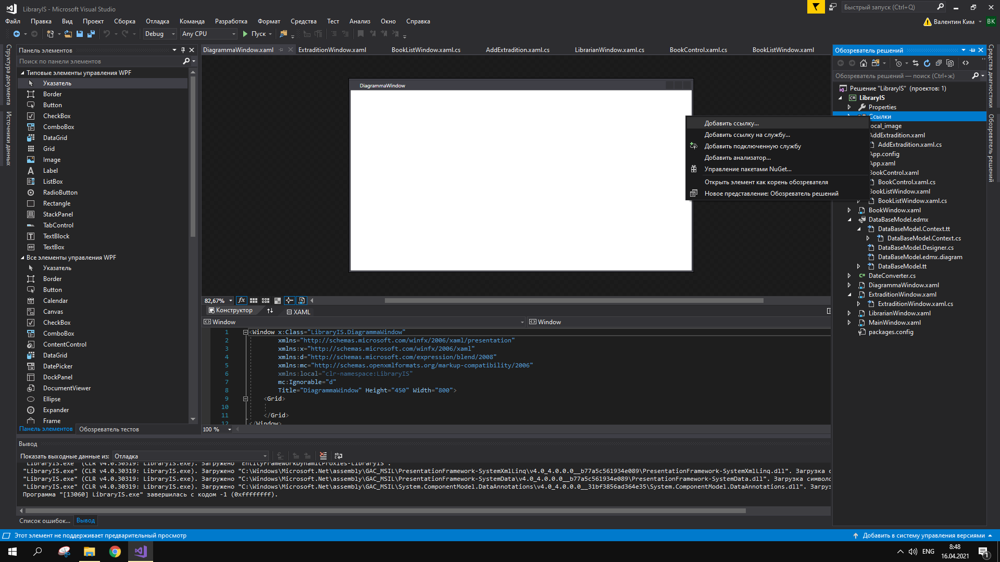 LibraryIS - Microsoft Visual Studio
Быстрый запуск (Ctrl+Q)
Файл Правка Вид Проект Сборка Отладка Команда Разработка Формат Средства Тест Анализ Окно Справка
Валентин Ким
ВК
Debug Any CPU Пуск
Структура документа
Источники данных
Панель элементов
Поиск по панели элементов
Типовые элементы управления WPF
Указатель
Border
Button
CheckBox
ComboBox
DataGrid
Grid
Image
Label
ListBox
RadioButton
Rectangle
StackPanel
TabControl
TextBlock
TextBox
Все элементы управления WPF
Указатель
Border
Button
Calendar
Canvas
CheckBox
ComboBox
ContentControl
DataGrid
DatePicker
DockPanel
DocumentViewer
Ellipse
Expander
Frame
Панель элементов Обозреватель тестов
DiagrammaWindow.xaml ExtraditionWindow.xaml BookListWindow.xaml.cs AddExtradition.xaml.cs LibrarianWindow.xaml.cs BookControl.xaml.cs BookListWindow.xaml
DiagrammaWindow
82,67%
Конструктор XAML
Window Window
1 <Window x:Class="LibraryIS.DiagrammaWindow"
2 xmlns="http://schemas.microsoft.com/winfx/2006/xaml/presentation"
3 xmlns:x="http://schemas.microsoft.com/winfx/2006/xaml"
4 xmlns:d="http://schemas.microsoft.com/expression/blend/2008"
5 xmlns:mc="http://schemas.openxmlformats.org/markup-compatibility/2006"
6 xmlns:local="clr-namespace:LibraryIS"
7 mc:Ignorable="d"
8 Title="DiagrammaWindow" Height="450" Width="800">
9 <Grid>
10
11 </Grid>
12 </Window>
100 %
Добавить ссылку...
Добавить ссылку на службу...
Добавить подключенную службу
Добавить анализатор...
Управление пакетами NuGet...
Открыть элемент как корень обозревателя
Новое представление: Обозреватель решений
Обозреватель решений
Обозреватель решений — поиск (Ctrl+ж)
Решение "LibraryIS" (проектов: 1)
LibraryIS
Properties
Ссылки
ocal_image
AddExtradition.xaml
AddExtradition.xaml.cs
App.config
App.xaml
BookControl.xaml
BookControl.xaml.cs
BookListWindow.xaml
BookListWindow.xaml.cs
BookWindow.xaml
DataBaseModel.edmx
DataBaseModel.Context.tt
DataBaseModel.Context.cs
DataBaseModel.Designer.cs
DataBaseModel.edmx.diagram
DataBaseModel.tt
DateConverter.cs
DiagrammaWindow.xaml
ExtraditionWindow.xaml
ExtraditionWindow.xaml.cs
LibrarianWindow.xaml
MainWindow.xaml
packages.config
Средства диагностики
Обозреватель решений
Вывод
Показать выходные данные из: Отладка
"LibraryIS.exe" (CLR v4.0.30319: LibraryIS.exe). Загружено "EntityFrameworkDynamicProxies-LibraryIS".
"LibraryIS.exe" (CLR v4.0.30319: LibraryIS.exe). Загружено "C:\Windows\Microsoft.Net\assembly\GAC_MSIL\PresentationFramework-SystemXmlLinq\v4.0_4.0.0.0__b77a5c561934e089\PresentationFramework-SystemXmlLinq.dll". Загрузка с
"LibraryIS.exe" (CLR v4.0.30319: LibraryIS.exe). Загружено "C:\Windows\Microsoft.Net\assembly\GAC_MSIL\PresentationFramework-SystemData\v4.0_4.0.0.0__b77a5c561934e089\PresentationFramework-SystemData.dll". Загрузка символо
"LibraryIS.exe" (CLR v4.0.30319: LibraryIS.exe). Загружено "C:\Windows\Microsoft.Net\assembly\GAC_MSIL\System.ComponentModel.DataAnnotations\v4.0_4.0.0.0__31bf3856ad364e35\System.ComponentModel.DataAnnotations.dll". Загруз
Программа "[13060] LibraryIS.exe" завершилась с кодом -1 (0xffffffff).
Список ошибок... Вывод
Этот элемент не поддерживает предварительный просмотр
Добавить в систему управления версиями
ENG
8:48
16.04.2021
1